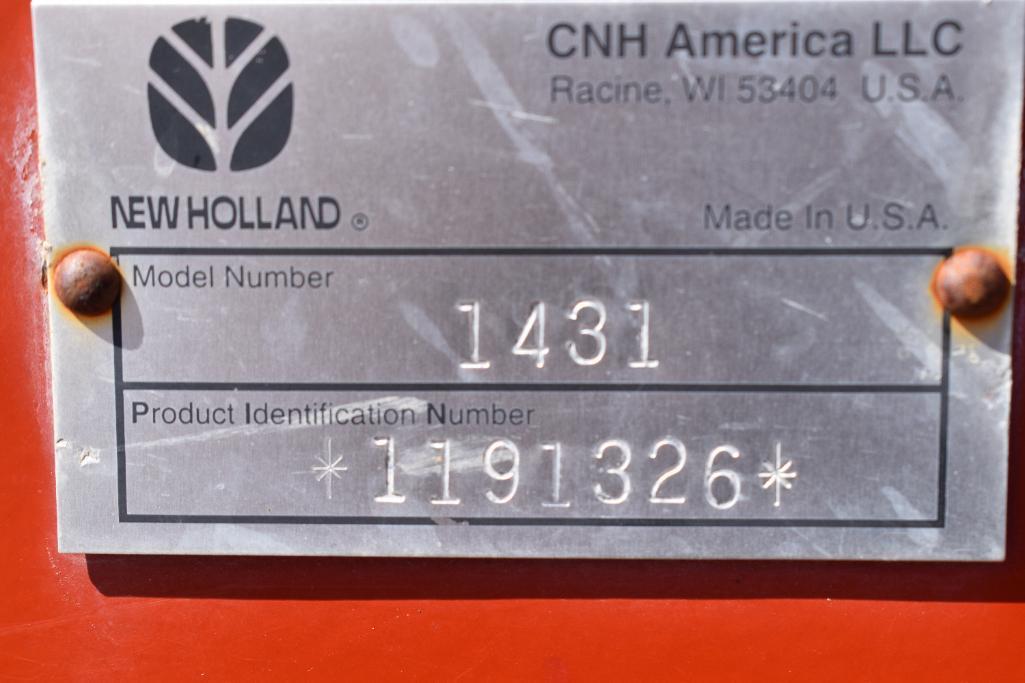 CNH America LLC
Racine, WI 53404 U.S.A.
NEW HOLLAND ®
Made In U.S.A.
Model Number
1431
Product Identification Number
*1191326*